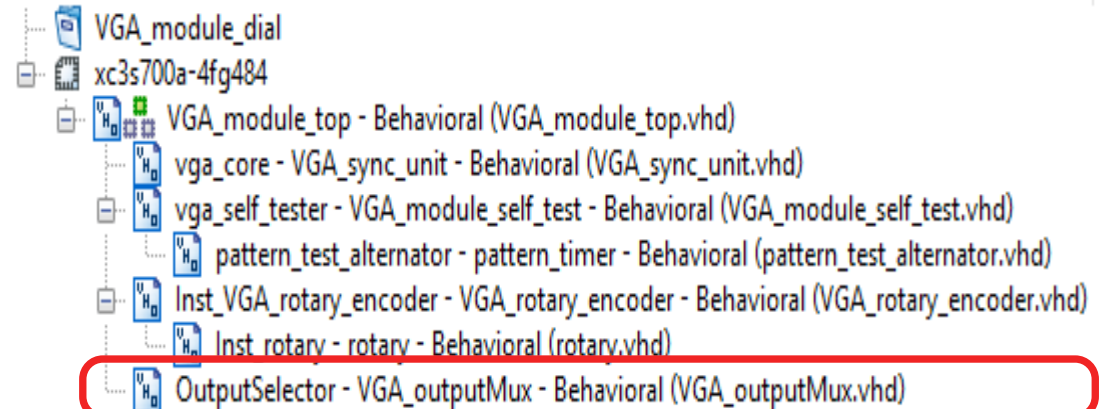 VGA_module_dial
xc3s700a-4fg484
VGA_module_top - Behavioral (VGA_module_top.vhd)
vga_core - VGA_sync_unit - Behavioral (VGA_sync_unit.vhd)
vga_self_tester - VGA_module_self_test - Behavioral (VGA_module_self_test.vhd)
pattern_test_alternator - pattern_timer - Behavioral (pattern_test_alternator.vhd)
Inst_VGA_rotary_encoder - VGA_rotary_encoder - Behavioral (VGA_rotary_encoder.vhd)
Inst_rotary - rotary - Behavioral (rotary.vhd)
OutputSelector - VGA_outputMux - Behavioral (VGA_outputMux.vhd)